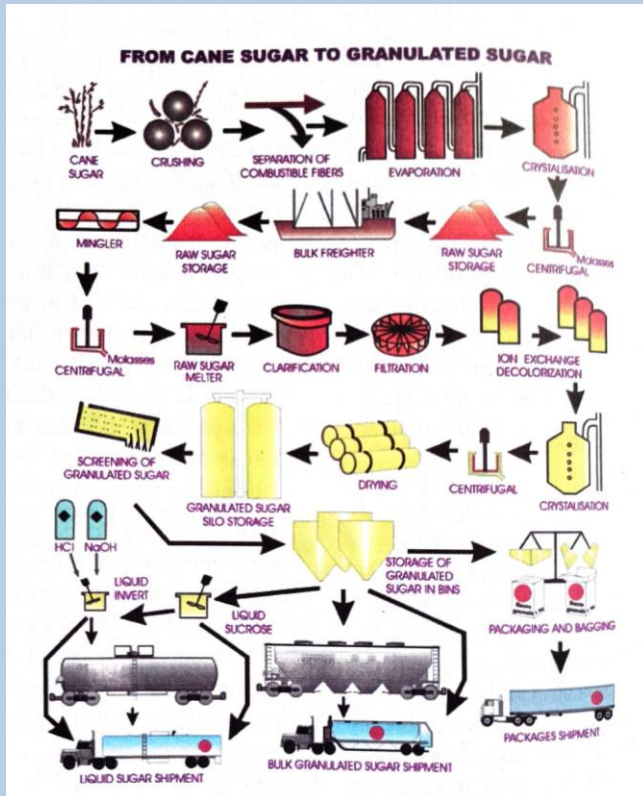 FROM CANE SUGAR TO GRANULATED SUGAR
CANE
SUGAR
CRUSHING
SEPARATION OF
COMBUSTIBLE FIBERS
EVAPORATION
CRYSTALISATION
MINGLER
RAW SUGAR
STORAGE
BULK FREIGHTER
RAW SUGAR
STORAGE
CENTRIFUGAL
Molasses
CENTRIFUGAL
Molasses
RAW SUGAR
MELTER
CLARIFICATION
FILTRATION
ION EXCHANGE
DECOLORIZATION
SCREENING OF
GRANULATED SUGAR
GRANULATED SUGAR
SILO STORAGE
DRYING
CENTRIFUGAL
CRYSTALISATION
HCl
NaOH
LIQUID
INVERT
LIQUID
SUCROSE
STORAGE OF
GRANULATED
SUGAR IN BINS
PACKAGING AND BAGGING
LIQUID SUGAR SHIPMENT
BULK GRANULATED SUGAR SHIPMENT
PACKAGES SHIPMENT